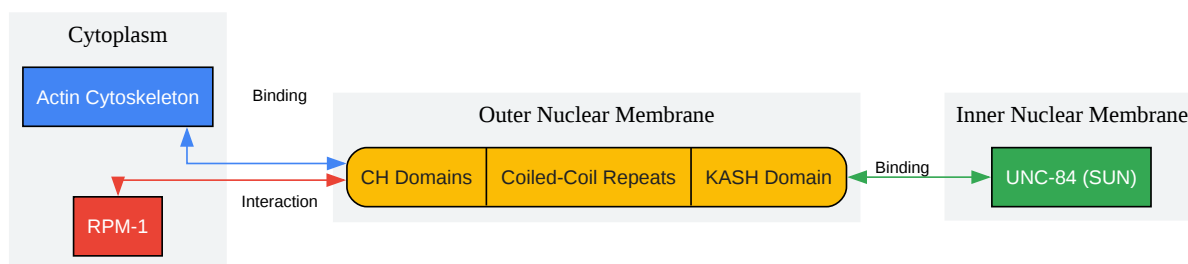 Cytoplasm
Actin Cytoskeleton
Binding
Outer Nuclear Membrane
Inner Nuclear Membrane
CH Domains
Coiled-Coil Repeats
KASH Domain
Binding
UNC-84 (SUN)
Interaction
RPM-1